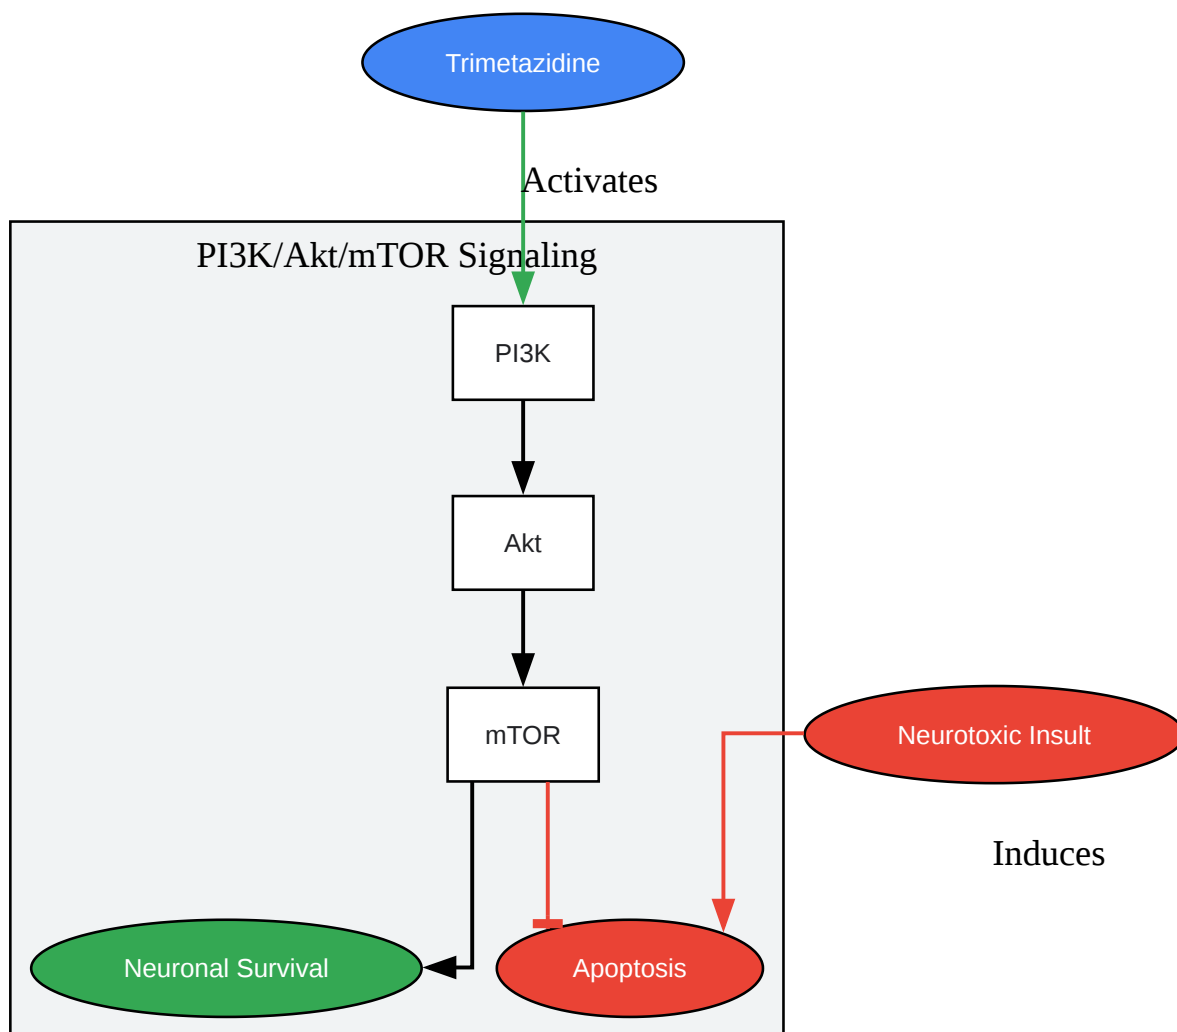 Trimetazidine
Activates
PI3K/Akt/mTOR Signaling
PI3K
Akt
mTOR
Neurotoxic Insult
Induces
Neuronal Survival
Apoptosis